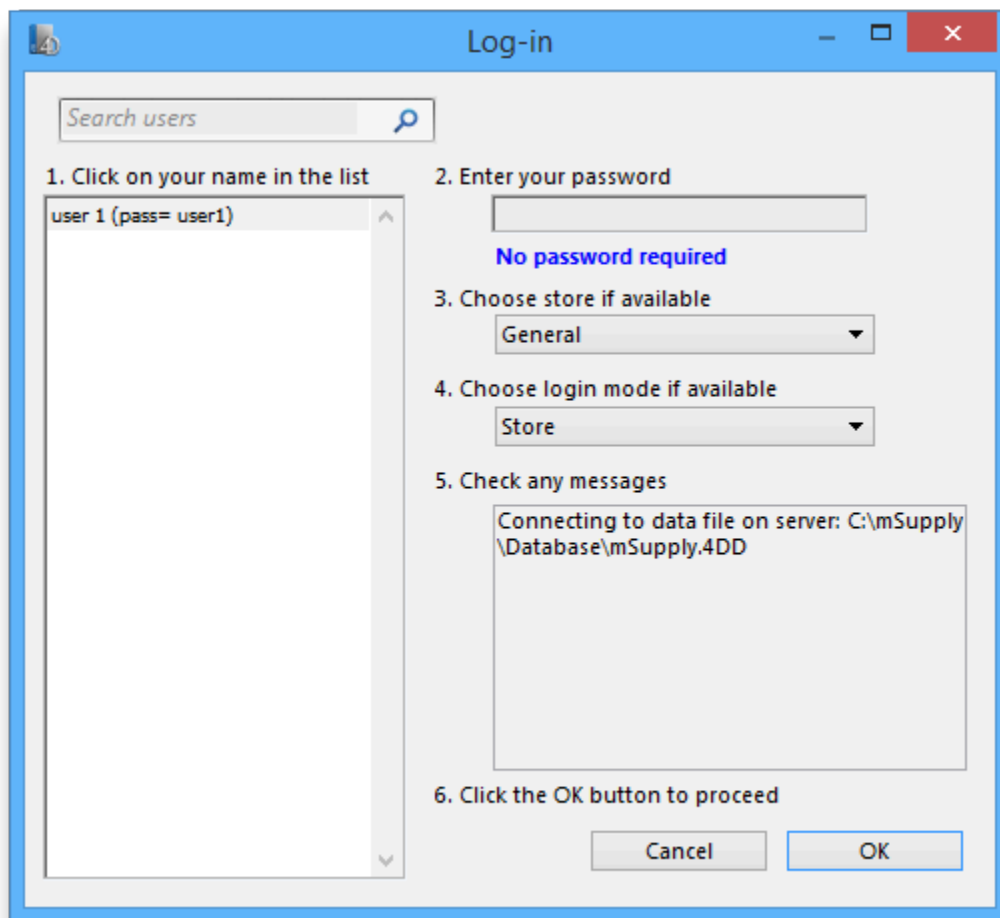 Log-in
Search users
1. Click on your name in the list
user 1 (pass= user1)
2. Enter your password
No password required
3. Choose store if available
General
4. Choose login mode if available
Store
5. Check any messages
Connecting to data file on server: C:\mSupply
\Database\mSupply.4DD
6. Click the OK button to proceed
Cancel
OK